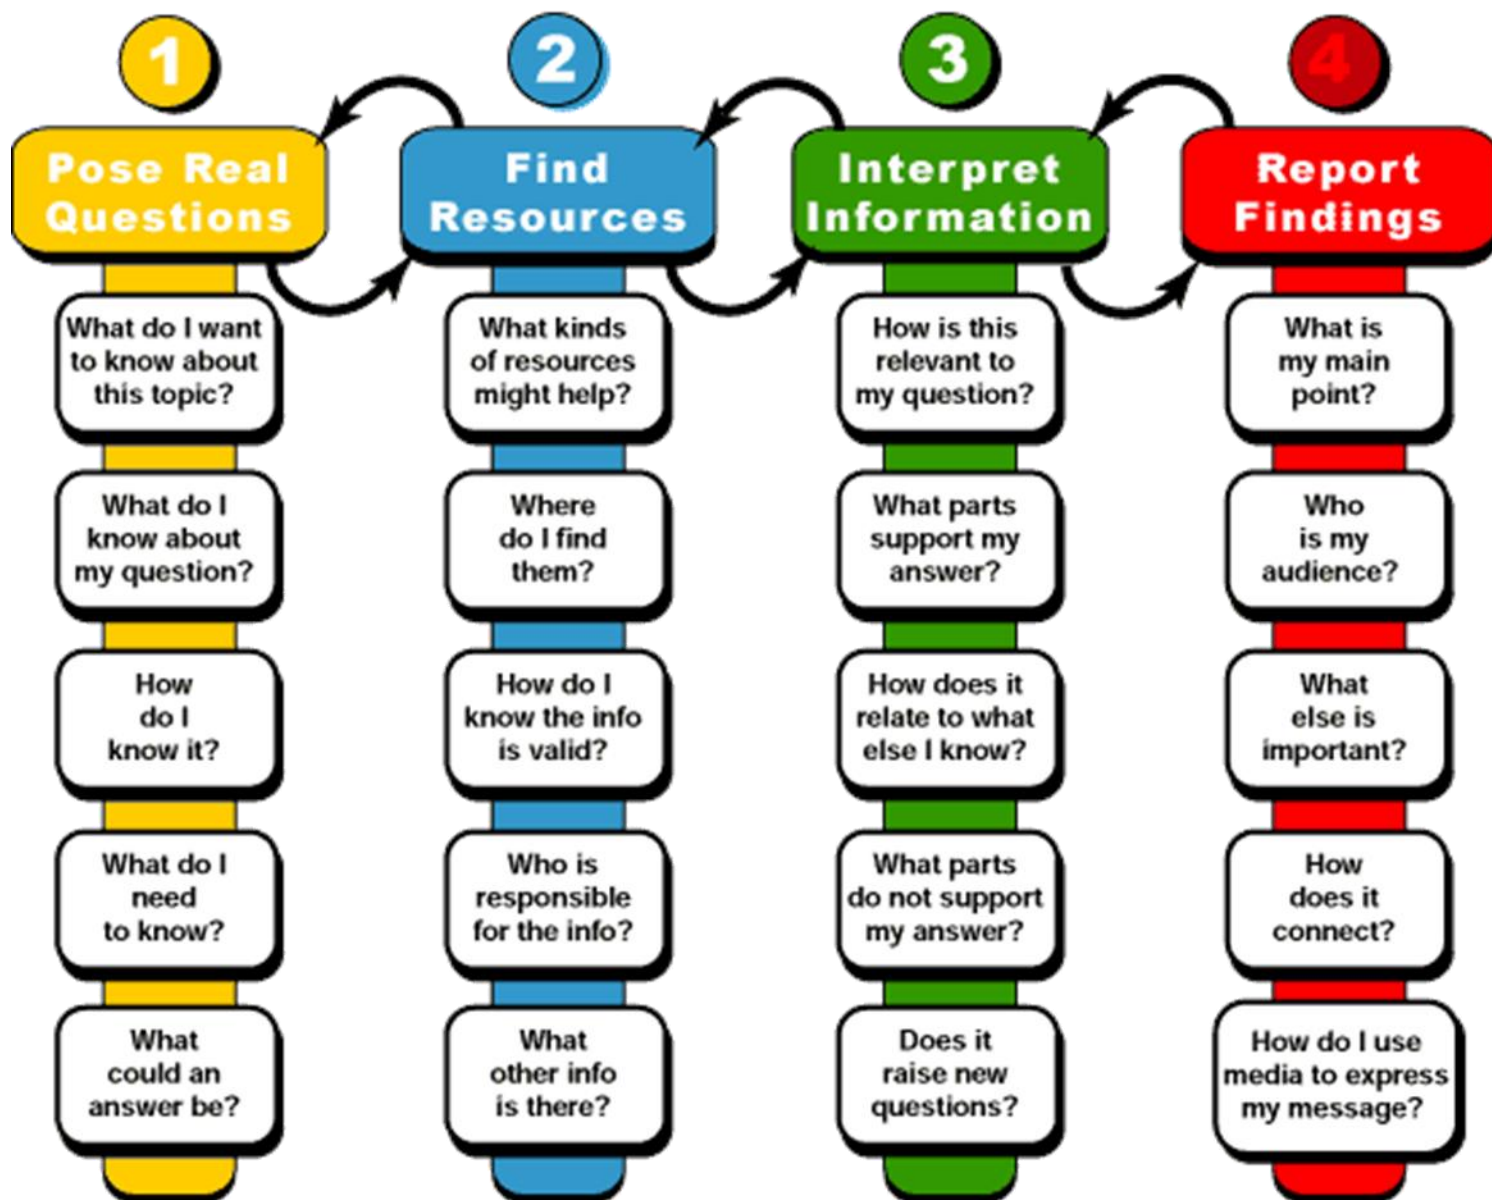 1
Pose Real
Questions
What do I want
to know about
this topic?
What do I
know about
my question?
How
do I
know it?
What do I
need
to know?
What
could an
answer be?
2
Find
Resources
What kinds
of resources
might help?
Where
do I find
them?
How do I
know the info
is valid?
Who is
responsible
for the info?
What
other info
is there?
3
Interpret
Information
How is this
relevant to
my question?
What parts
support my
answer?
How does it
relate to what
else I know?
What parts
do not support
my answer?
Does it
raise new
questions?
4
Report
Findings
What is
my main
point?
Who
is my
audience?
What
else is
important?
How
does it
connect?
How do I use
media to express
my message?